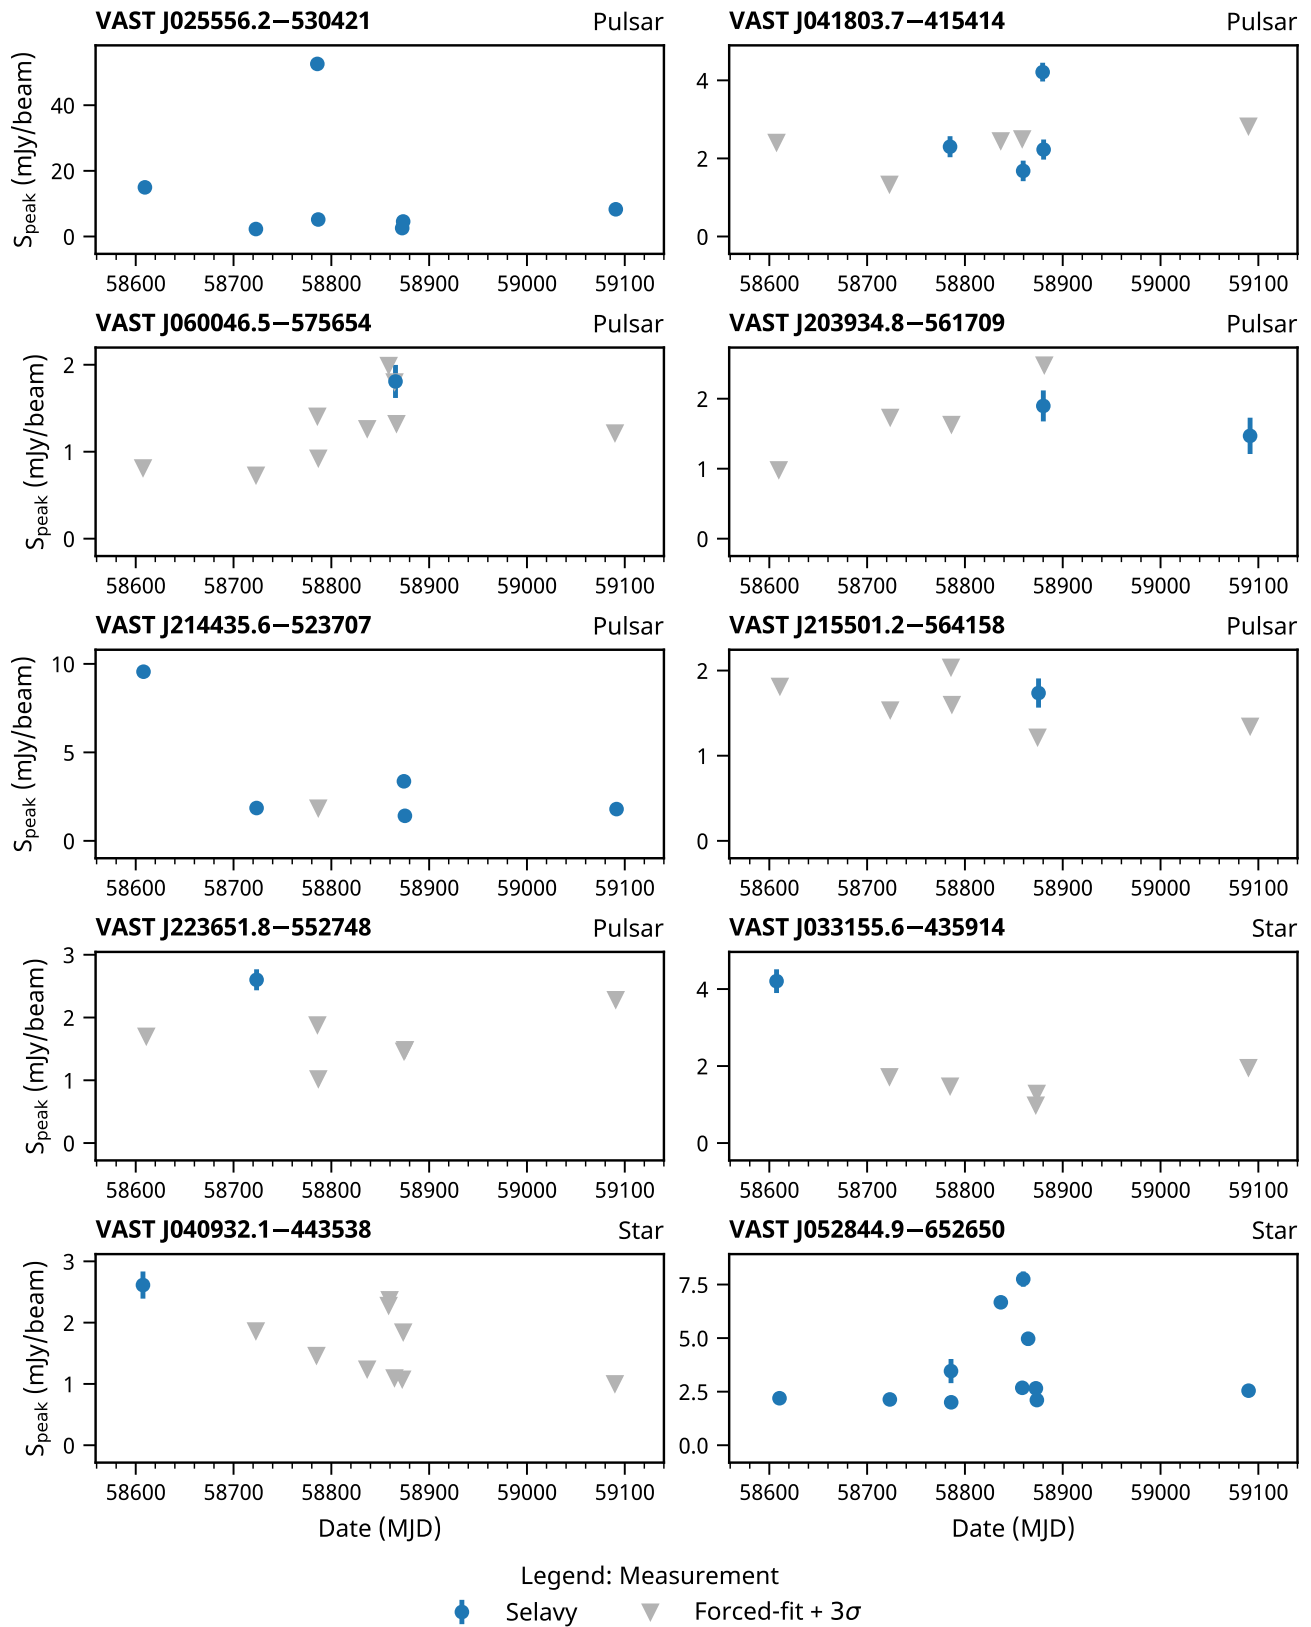 VAST J025556.2−530421 Pulsar VAST J041803.7−415414 Pulsar
Speak (mJy/beam)
40
20
0
4
2
0
58600 58700 58800 58900 59000 59100 58600 58700 58800 58900 59000 59100
VAST J060046.5−575654 Pulsar VAST J203934.8−561709 Pulsar
Speak (mJy/beam)
2
1
0
2
1
0
58600 58700 58800 58900 59000 59100 58600 58700 58800 58900 59000 59100
VAST J214435.6−523707 Pulsar VAST J215501.2−564158 Pulsar
Speak (mJy/beam)
10
5
0
2
1
0
58600 58700 58800 58900 59000 59100 58600 58700 58800 58900 59000 59100
VAST J223651.8−552748 Pulsar VAST J033155.6−435914 Star
Speak (mJy/beam)
3
2
1
0
4
2
0
58600 58700 58800 58900 59000 59100 58600 58700 58800 58900 59000 59100
VAST J040932.1−443538 Star VAST J052844.9−652650 Star
Speak (mJy/beam)
3
2
1
0
7.5
5.0
2.5
0.0
58600 58700 58800 58900 59000 59100 58600 58700 58800 58900 59000 59100
Date (MJD) Date (MJD)
Legend: Measurement
Selavy Forced-fit + 3σ